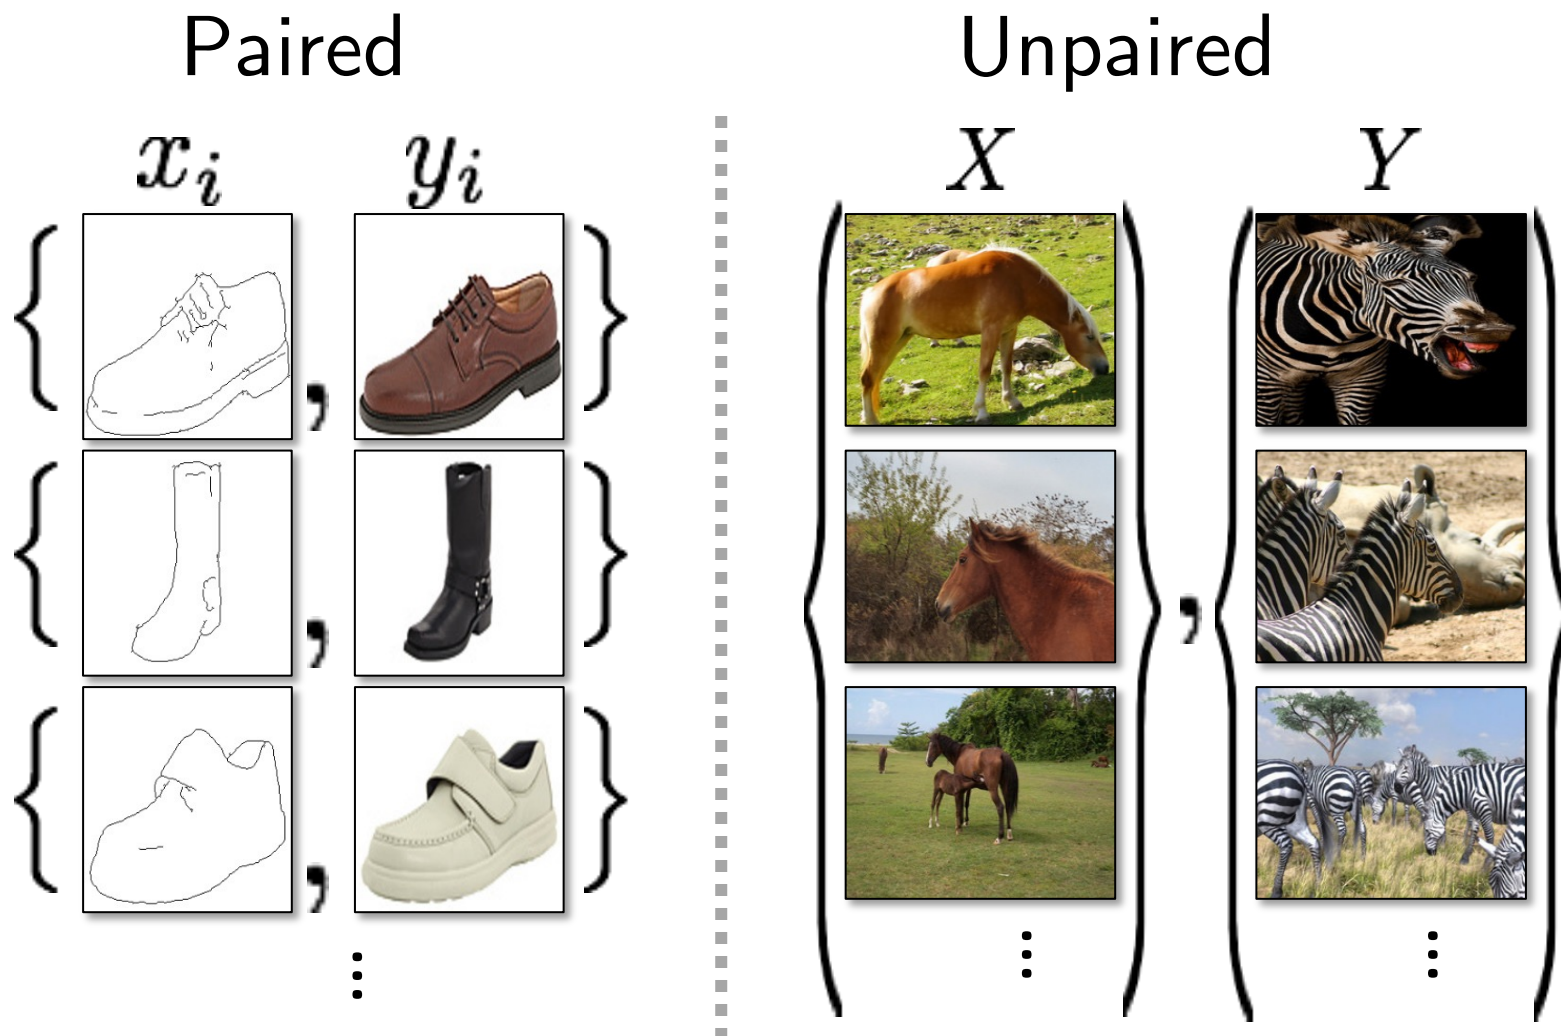 Paired
Unpaired
x_i y_i
X Y
{ , }
{ , }
{ , }
{ } , { }
⋮
⋮ ⋮